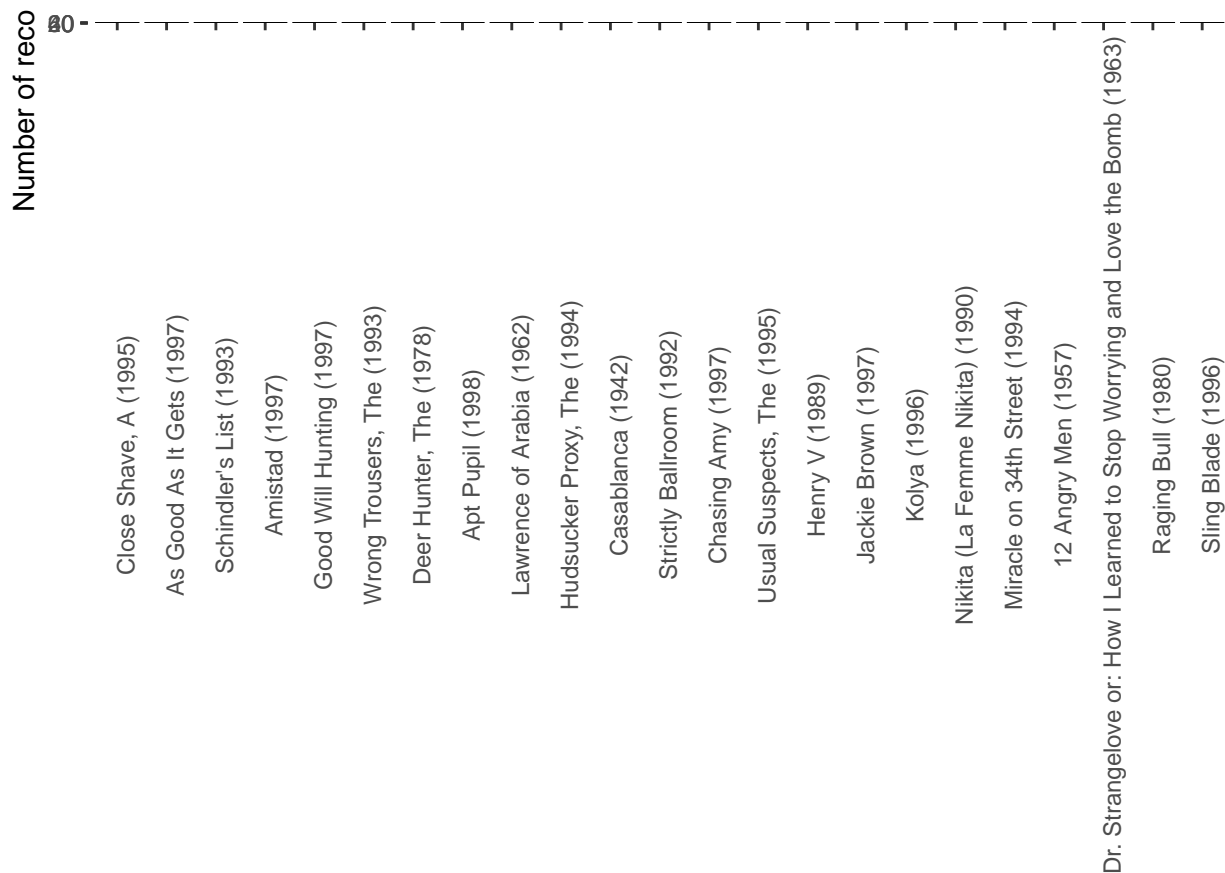 Number of reco
Close Shave, A (1995)
As Good As It Gets (1997)
Schindler's List (1993)
Amistad (1997)
Good Will Hunting (1997)
Wrong Trousers, The (1993)
Deer Hunter, The (1978)
Apt Pupil (1998)
Lawrence of Arabia (1962)
Hudsucker Proxy, The (1994)
Casablanca (1942)
Strictly Ballroom (1992)
Chasing Amy (1997)
Usual Suspects, The (1995)
Henry V (1989)
Jackie Brown (1997)
Kolya (1996)
Nikita (La Femme Nikita) (1990)
Miracle on 34th Street (1994)
12 Angry Men (1957)
Dr. Strangelove or: How I Learned to Stop Worrying and Love the Bomb (1963)
Raging Bull (1980)
Sling Blade (1996)